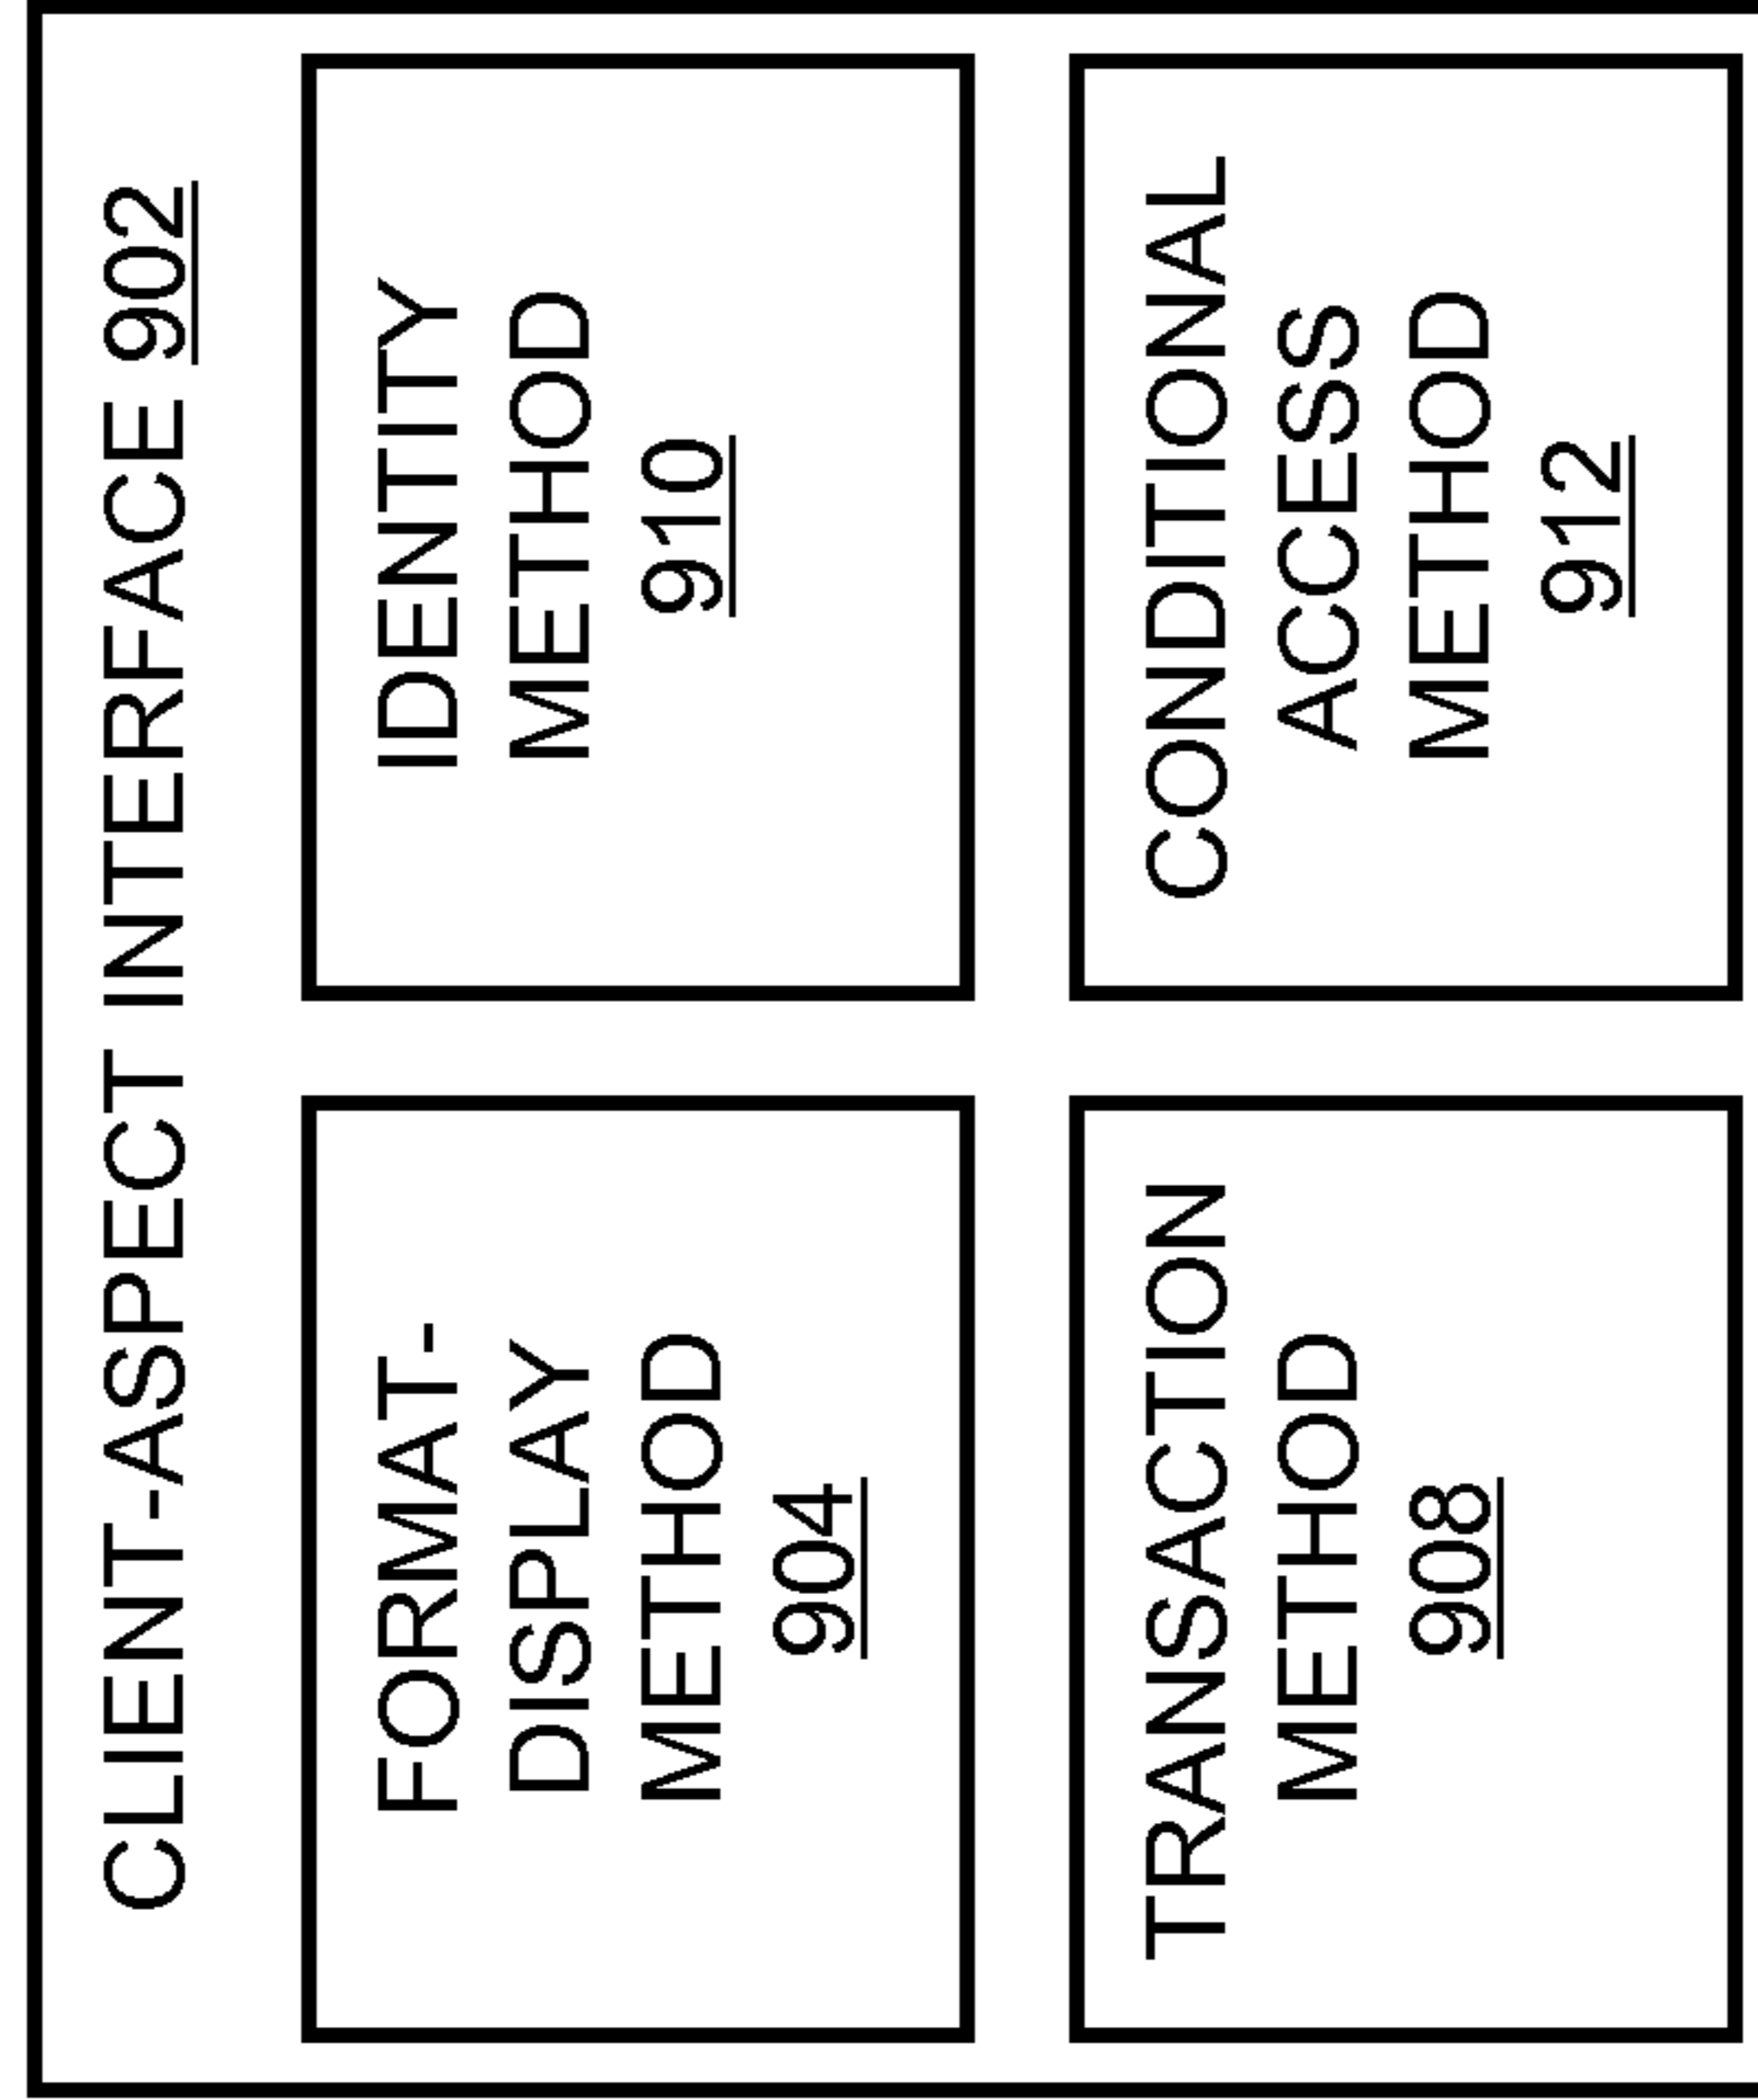 CLIENT-ASPECT INTERFACE 902
FORMAT-
DISPLAY
METHOD
904
IDENTITY
METHOD
910
TRANSACTION
METHOD
908
CONDITIONAL
ACCESS
METHOD
912